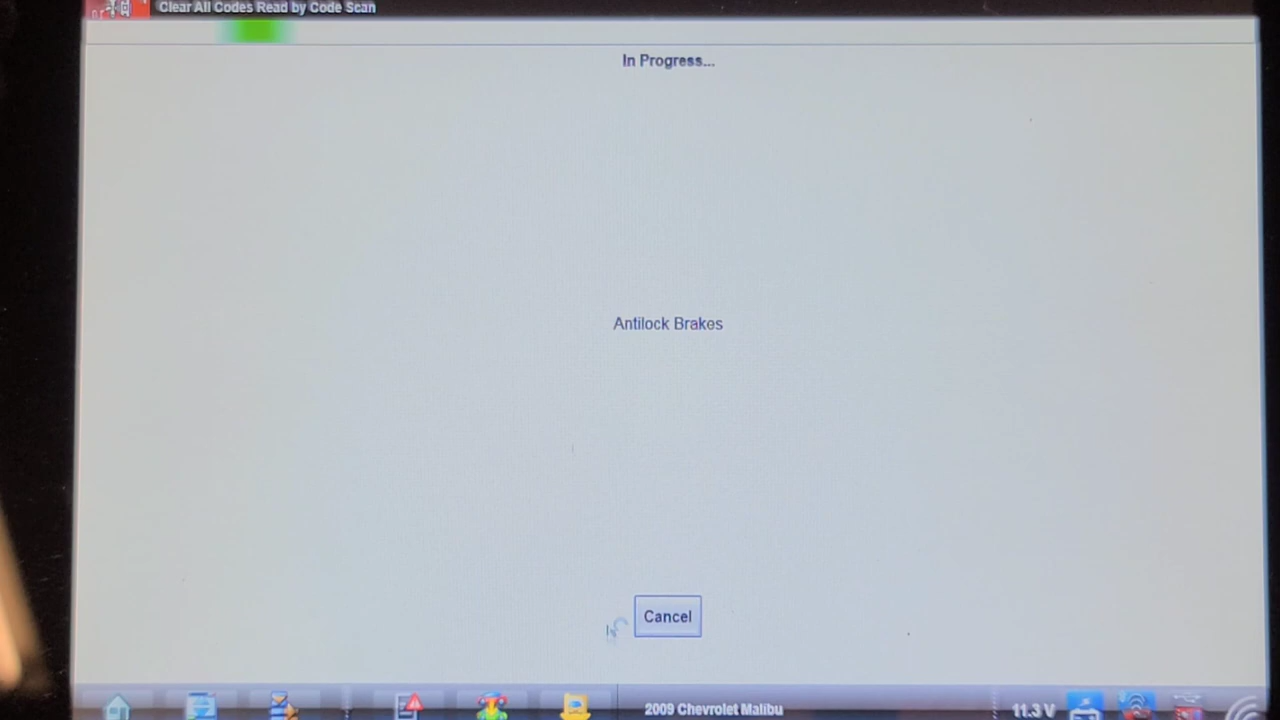 Clear All Codes Read by Code Scan
In Progress...
Antilock Brakes
Cancel
2009 Chevrolet Malibu
11.3 V